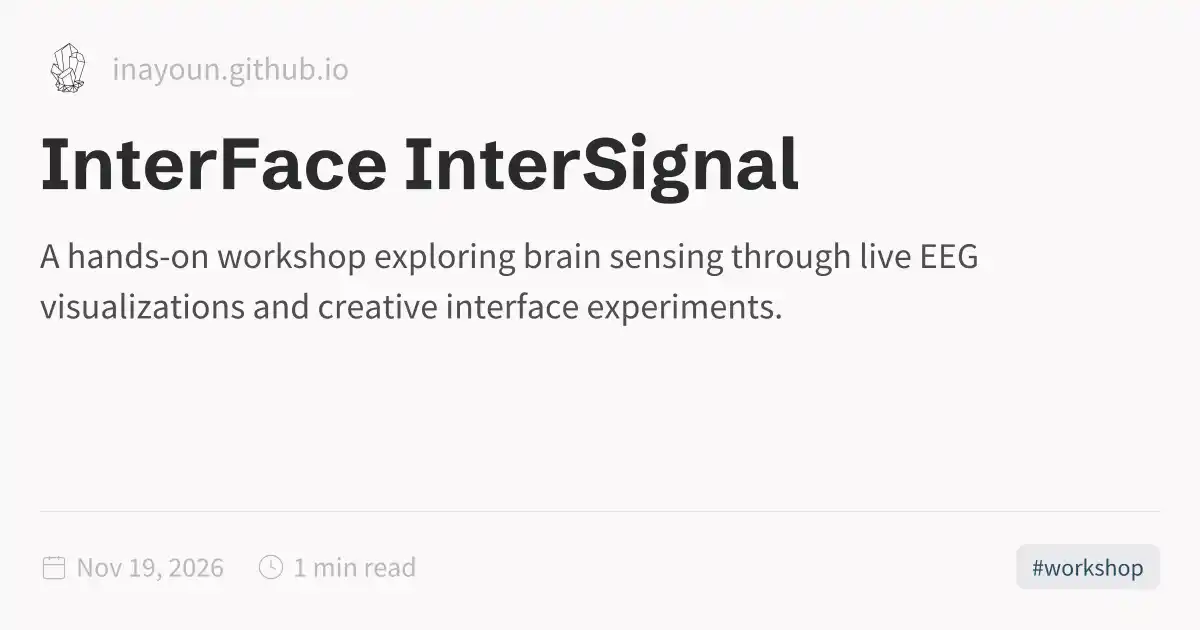 inayoun.github.io
InterFace InterSignal
A hands-on workshop exploring brain sensing through live EEG
visualizations and creative interface experiments.
Nov 19, 2026 1 min read #workshop